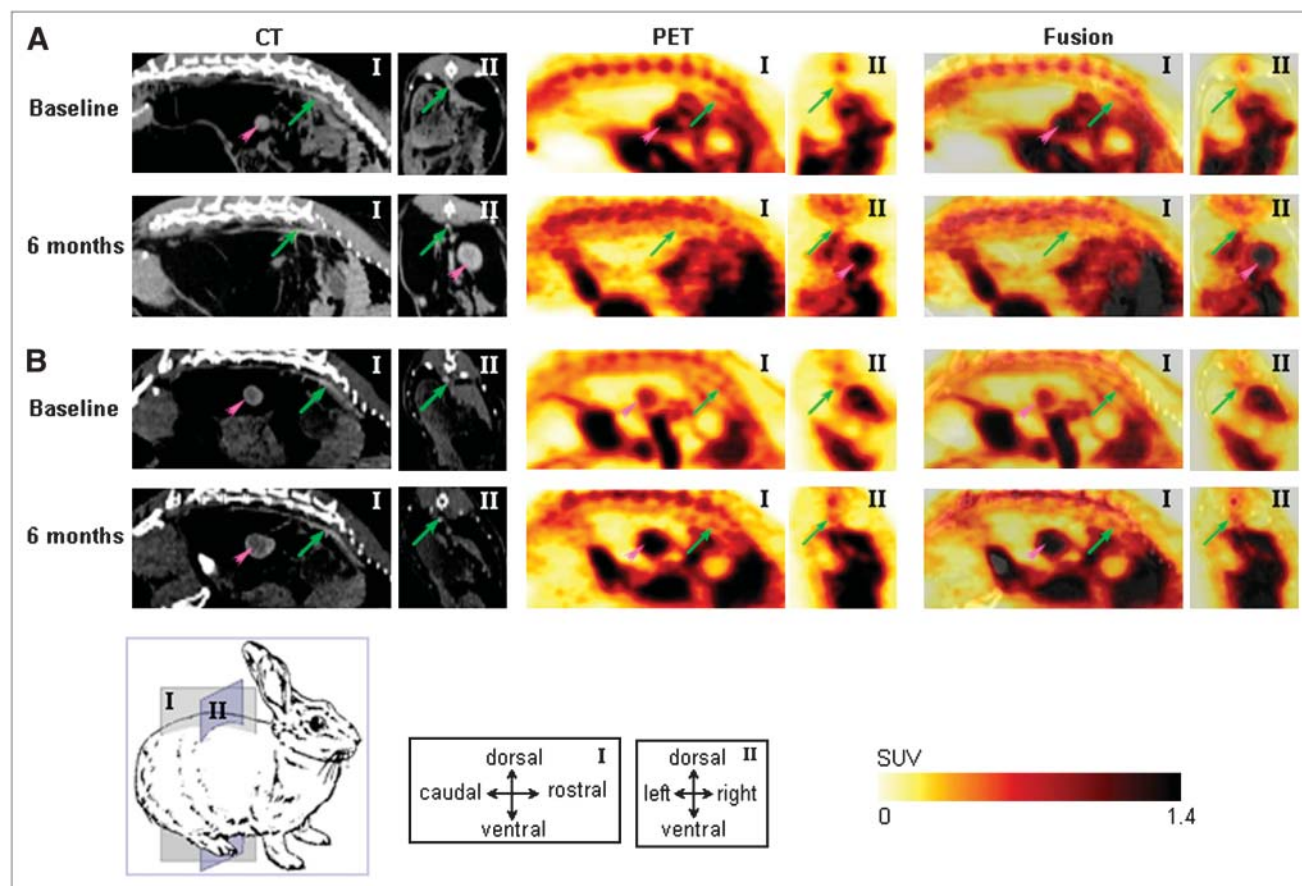 A CT PET Fusion
Baseline I II I II I II
6 months I II I II I II
B
Baseline I II I II I II
6 months I II I II I II
I
II
dorsal I
caudal rostral
ventral
dorsal II
left right
ventral
SUV
0 1.4